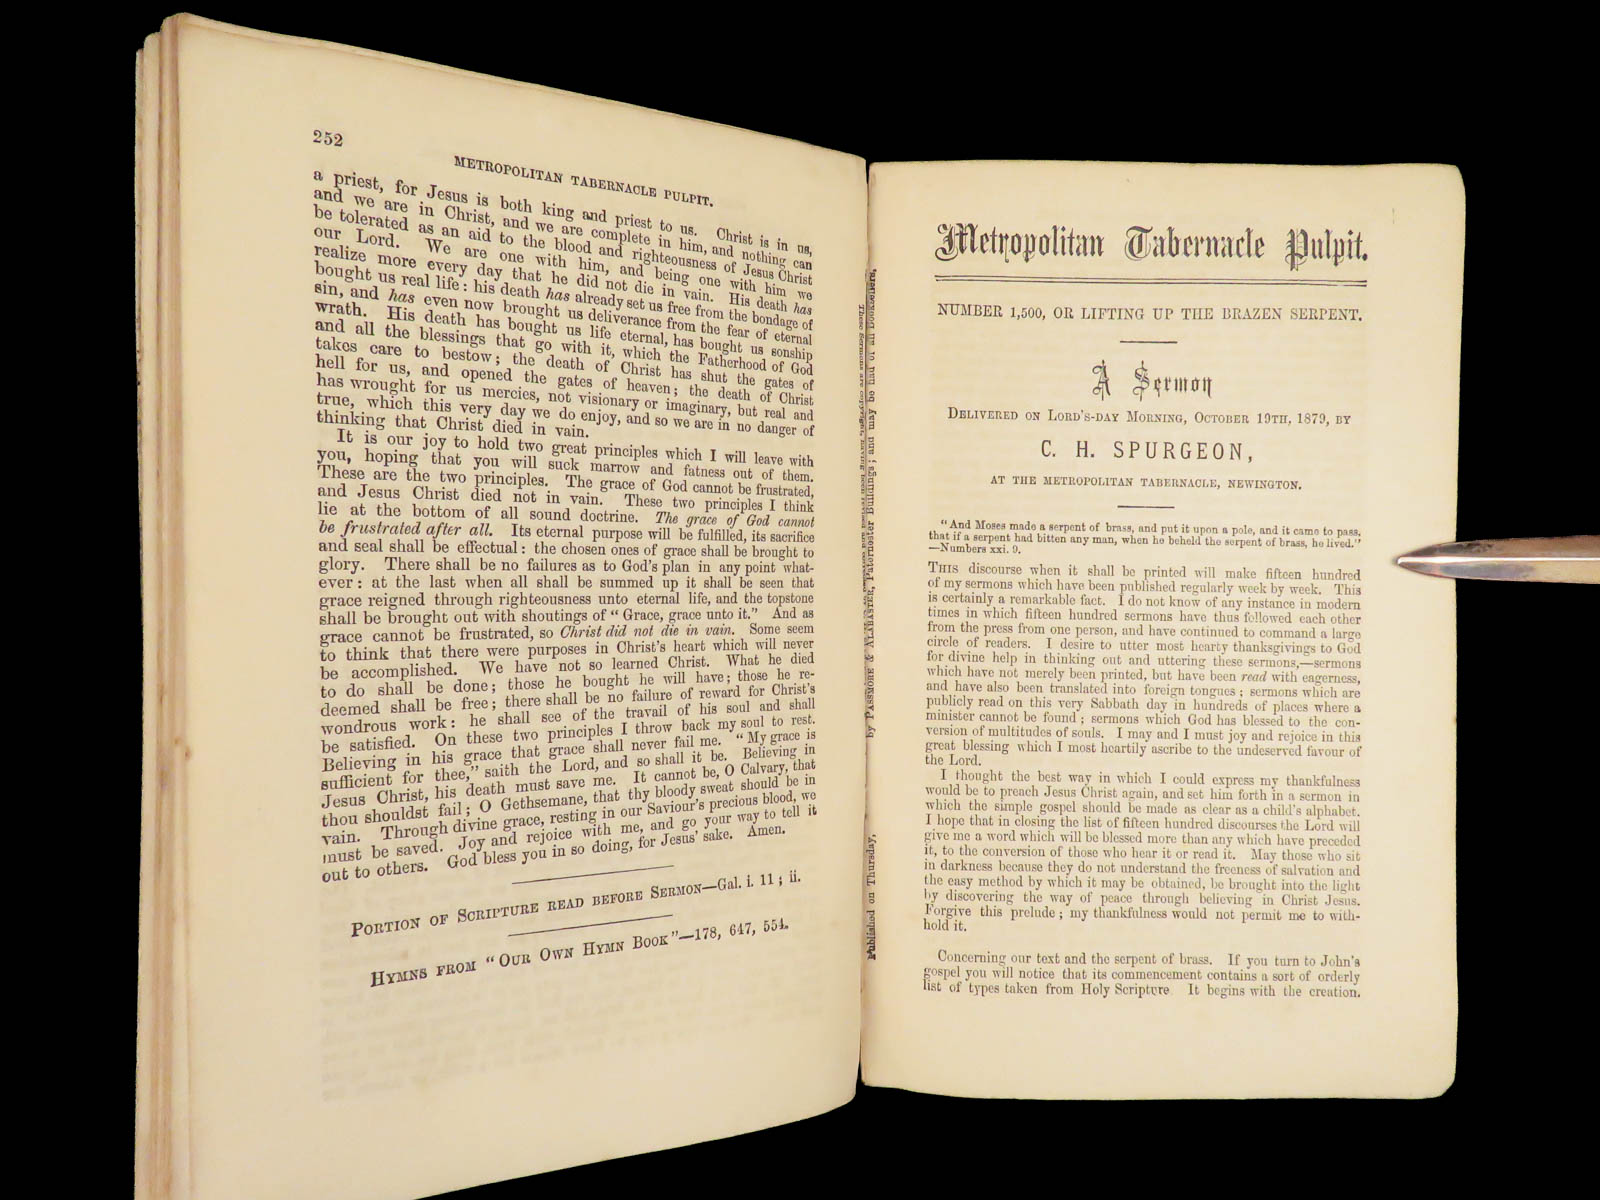 252
METROPOLITAN TABERNACLE PULPIT.
a priest, for Jesus is both king and priest to us. Christ is in us,
and we are in Christ, and we are complete in him, and nothing can
be tolerated as an aid to the blood and righteousness of Jesus Christ
our Lord. We are one with him, and being one with him we
realize more every day that he did not die in vain. His death has
bought us real life: his death has already set us free from the bondage of
sin, and has even now brought us deliverance from the fear of eternal
wrath. His death has bought us life eternal, has bought us sonship
and all the blessings that go with it, which the Fatherhood of God
takes care to bestow; the death of Christ has shut the gates of
hell for us, and opened the gates of heaven; the death of Christ
has wrought for us mercies, not visionary or imaginary, but real and
true, which this very day we do enjoy, and so we are in no danger of
thinking that Christ died in vain.
It is our joy to hold two great principles which I will leave with
you, hoping that you will suck marrow and fatness out of them.
These are the two principles. The grace of God cannot be frustrated,
and Jesus Christ died not in vain. These two principles I think
lie at the bottom of all sound doctrine. The grace of God cannot
be frustrated after all. Its eternal purpose will be fulfilled, its sacrifice
and seal shall be effectual: the chosen ones of grace shall be brought to
glory. There shall be no failures as to God's plan in any point what-
ever: at the last when all shall be summed up it shall be seen that
grace reigned through righteousness unto eternal life, and the topstone
shall be brought out with shoutings of "Grace, grace unto it." And as
grace cannot be frustrated, so Christ did not die in vain. Some seem
to think that there were purposes in Christ's heart which will never
be accomplished. We have not so learned Christ. What he died
to do shall be done; those he bought he will have; those he re-
deemed shall be free; there shall be no failure of reward for Christ's
wondrous work: he shall see of the travail of his soul and shall
be satisfied. On these two principles I throw back my soul to rest.
Believing in his grace that grace shall never fail me. "My grace is
sufficient for thee," saith the Lord, and so shall it be. Believing in
Jesus Christ, his death must save me. It cannot be, O Calvary, that
thou shouldst fail; O Gethsemane, that thy bloody sweat should be in
vain. Through divine grace, resting in our Saviour's precious blood, we
must be saved. Joy and rejoice with me, and go your way to tell it
out to others. God bless you in so doing, for Jesus' sake. Amen.
PORTION OF SCRIPTURE READ BEFORE SERMON—Gal. i. 11; ii.
HYMNS FROM "OUR OWN HYMN BOOK"—178, 647, 554.
These Sermons are copyright, having been revised and
Published on Thursday, by PASSMORE & ALABASTER, Paternoster Buildings; and may be had of all Booksellers.
Metropolitan Tabernacle Pulpit.
NUMBER 1,500, OR LIFTING UP THE BRAZEN SERPENT.
A Sermon
DELIVERED ON LORD'S-DAY MORNING, OCTOBER 19TH, 1879, BY
C. H. SPURGEON,
AT THE METROPOLITAN TABERNACLE, NEWINGTON.
"And Moses made a serpent of brass, and put it upon a pole, and it came to pass,
that if a serpent had bitten any man, when he beheld the serpent of brass, he lived."
—Numbers xxi. 9.
THIS discourse when it shall be printed will make fifteen hundred
of my sermons which have been published regularly week by week. This
is certainly a remarkable fact. I do not know of any instance in modern
times in which fifteen hundred sermons have thus followed each other
from the press from one person, and have continued to command a large
circle of readers. I desire to utter most hearty thanksgivings to God
for divine help in thinking out and uttering these sermons,—sermons
which have not merely been printed, but have been read with eagerness,
and have also been translated into foreign tongues; sermons which are
publicly read on this very Sabbath day in hundreds of places where a
minister cannot be found; sermons which God has blessed to the con-
version of multitudes of souls. I may and I must joy and rejoice in this
great blessing which I most heartily ascribe to the undeserved favour of
the Lord.
I thought the best way in which I could express my thankfulness
would be to preach Jesus Christ again, and set him forth in a sermon in
which the simple gospel should be made as clear as a child's alphabet.
I hope that in closing the list of fifteen hundred discourses the Lord will
give me a word which will be blessed more than any which have preceded
it, to the conversion of those who hear it or read it. May those who sit
in darkness because they do not understand the freeness of salvation and
the easy method by which it may be obtained, be brought into the light
by discovering the way of peace through believing in Christ Jesus.
Forgive this prelude; my thankfulness would not permit me to with-
hold it.
Concerning our text and the serpent of brass. If you turn to John's
gospel you will notice that its commencement contains a sort of orderly
list of types taken from Holy Scripture. It begins with the creation.